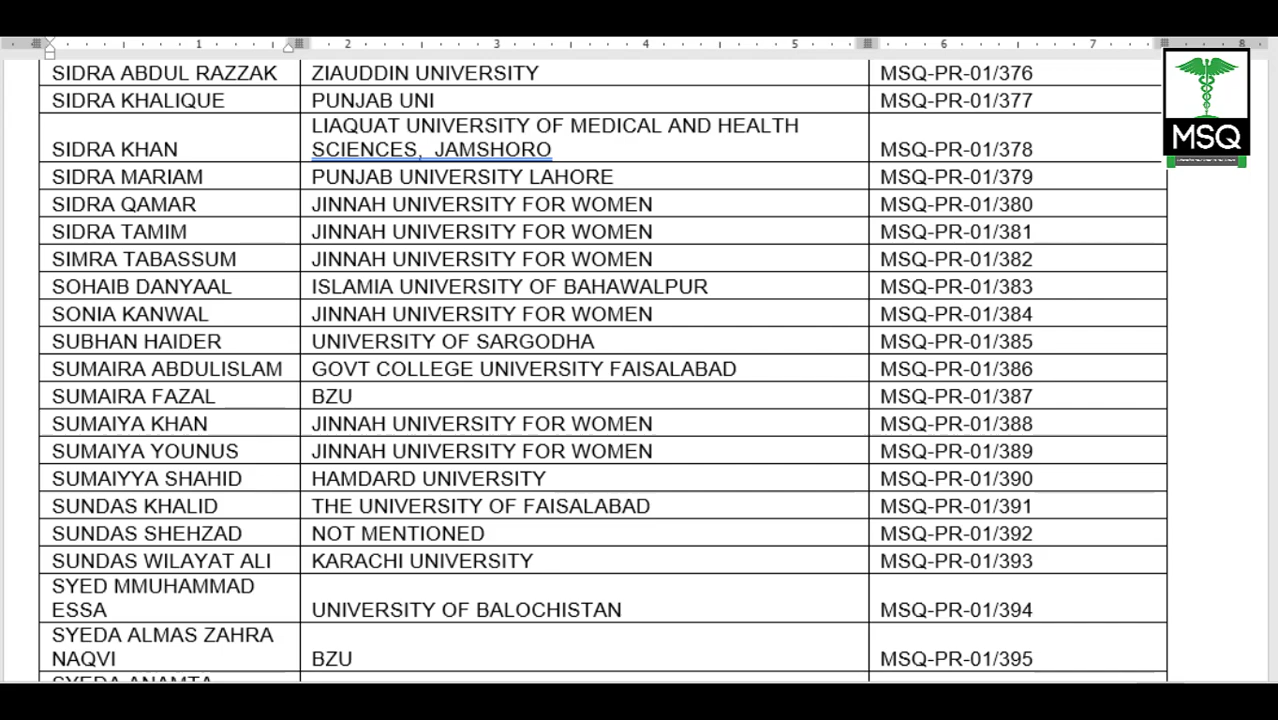 1 2 3 4 5 6 7 8
SIDRA ABDUL RAZZAK ZIAUDDIN UNIVERSITY MSQ-PR-01/376
SIDRA KHALIQUE PUNJAB UNI MSQ-PR-01/377
LIAQUAT UNIVERSITY OF MEDICAL AND HEALTH
SIDRA KHAN SCIENCES, JAMSHORO MSQ-PR-01/378
SIDRA MARIAM PUNJAB UNIVERSITY LAHORE MSQ-PR-01/379
SIDRA QAMAR JINNAH UNIVERSITY FOR WOMEN MSQ-PR-01/380
SIDRA TAMIM JINNAH UNIVERSITY FOR WOMEN MSQ-PR-01/381
SIMRA TABASSUM JINNAH UNIVERSITY FOR WOMEN MSQ-PR-01/382
SOHAIB DANYAAL ISLAMIA UNIVERSITY OF BAHAWALPUR MSQ-PR-01/383
SONIA KANWAL JINNAH UNIVERSITY FOR WOMEN MSQ-PR-01/384
SUBHAN HAIDER UNIVERSITY OF SARGODHA MSQ-PR-01/385
SUMAIRA ABDULISLAM GOVT COLLEGE UNIVERSITY FAISALABAD MSQ-PR-01/386
SUMAIRA FAZAL BZU MSQ-PR-01/387
SUMAIYA KHAN JINNAH UNIVERSITY FOR WOMEN MSQ-PR-01/388
SUMAIYA YOUNUS JINNAH UNIVERSITY FOR WOMEN MSQ-PR-01/389
SUMAIYYA SHAHID HAMDARD UNIVERSITY MSQ-PR-01/390
SUNDAS KHALID THE UNIVERSITY OF FAISALABAD MSQ-PR-01/391
SUNDAS SHEHZAD NOT MENTIONED MSQ-PR-01/392
SUNDAS WILAYAT ALI KARACHI UNIVERSITY MSQ-PR-01/393
SYED MMUHAMMAD
ESSA UNIVERSITY OF BALOCHISTAN MSQ-PR-01/394
SYEDA ALMAS ZAHRA
NAQVI BZU MSQ-PR-01/395
SYEDA ANAMTA
MSQ